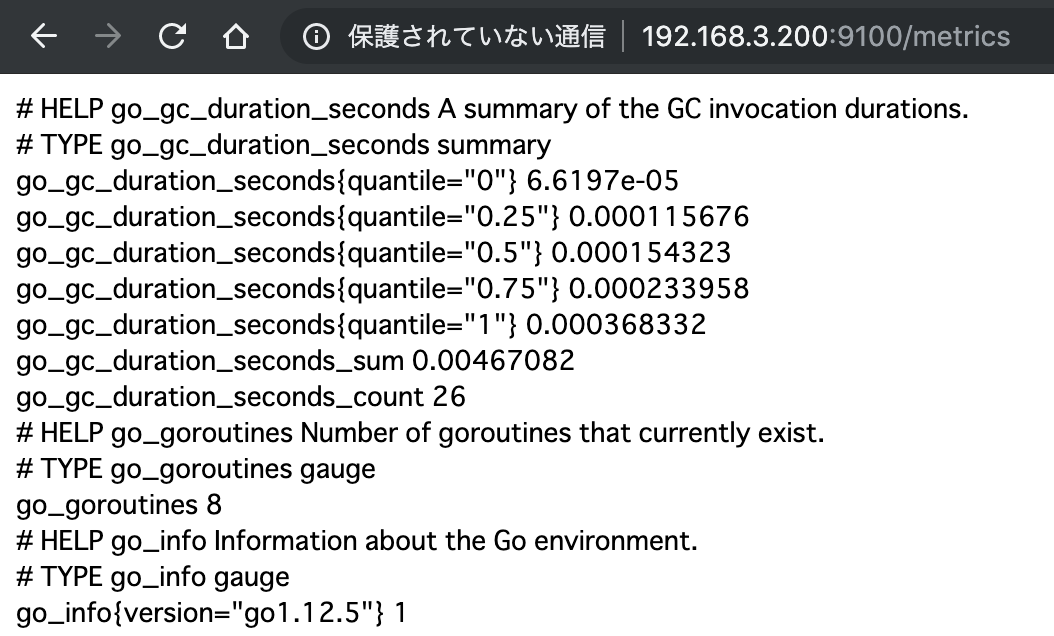 保護されていない通信 192.168.3.200:9100/metrics
# HELP go_gc_duration_seconds A summary of the GC invocation durations.
# TYPE go_gc_duration_seconds summary
go_gc_duration_seconds{quantile="0"} 6.6197e-05
go_gc_duration_seconds{quantile="0.25"} 0.000115676
go_gc_duration_seconds{quantile="0.5"} 0.000154323
go_gc_duration_seconds{quantile="0.75"} 0.000233958
go_gc_duration_seconds{quantile="1"} 0.000368332
go_gc_duration_seconds_sum 0.00467082
go_gc_duration_seconds_count 26
# HELP go_goroutines Number of goroutines that currently exist.
# TYPE go_goroutines gauge
go_goroutines 8
# HELP go_info Information about the Go environment.
# TYPE go_info gauge
go_info{version="go1.12.5"} 1